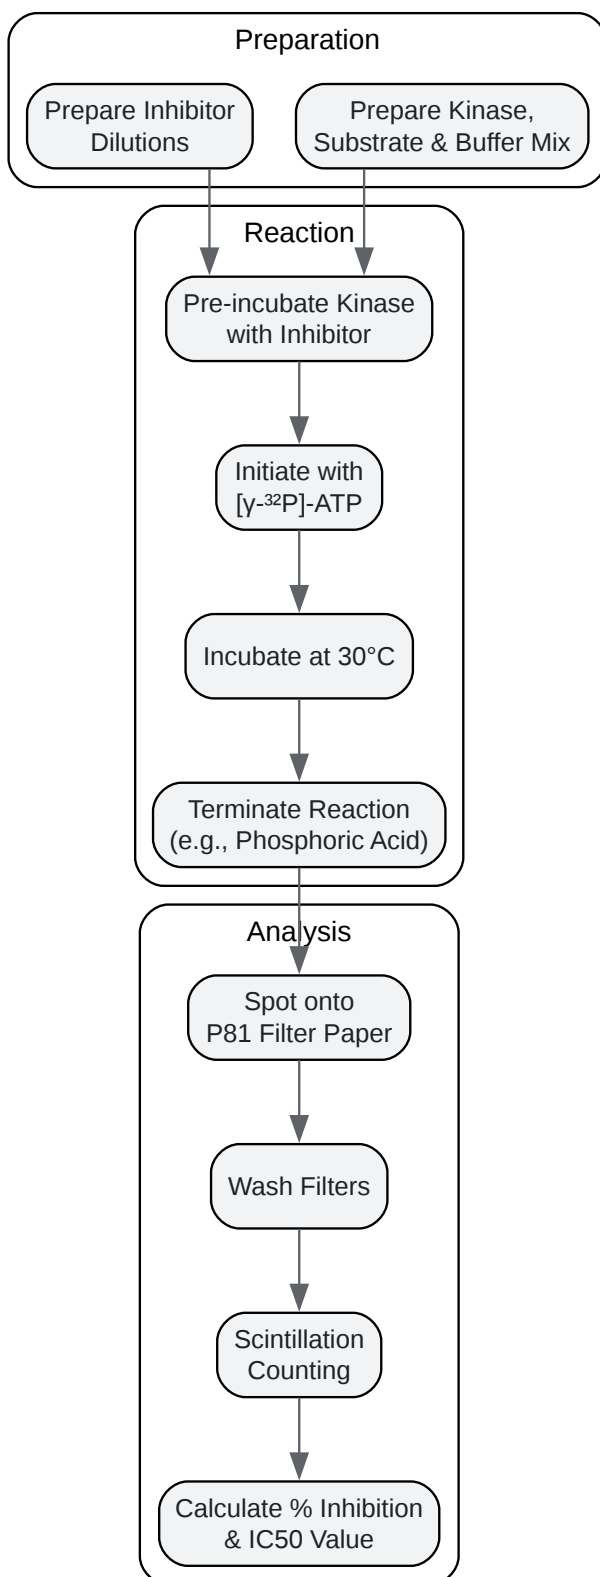 Preparation
Prepare Inhibitor
Dilutions
Prepare Kinase,
Substrate & Buffer Mix
Reaction
Pre-incubate Kinase
with Inhibitor
Initiate with
[γ-³²P]-ATP
Incubate at 30°C
Terminate Reaction
(e.g., Phosphoric Acid)
Analysis
Spot onto
P81 Filter Paper
Wash Filters
Scintillation
Counting
Calculate % Inhibition
& IC50 Value